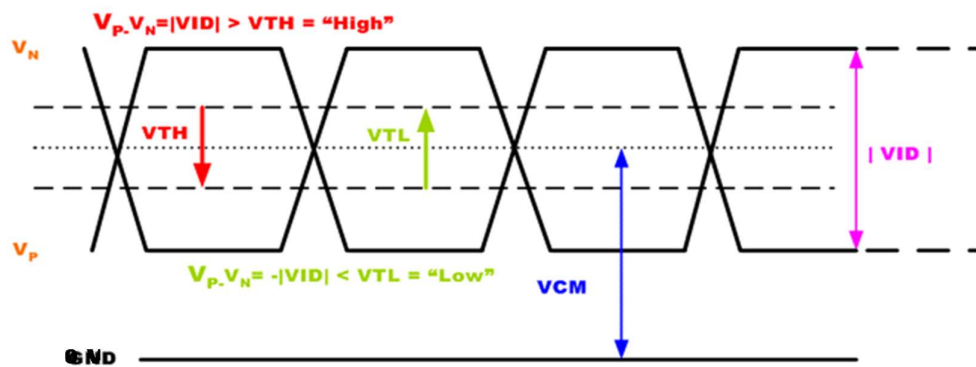 VP-VN=|VID| > VTH = “High”
VN
VTH
VTL
| VID |
VP
VP-VN= -|VID| < VTL = “Low”
VCM
GND